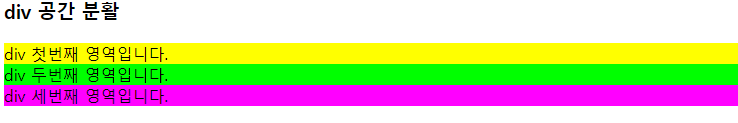 div 공간 분활
div 첫번째 영역입니다.
div 두번째 영역입니다.
div 세번째 영역입니다.